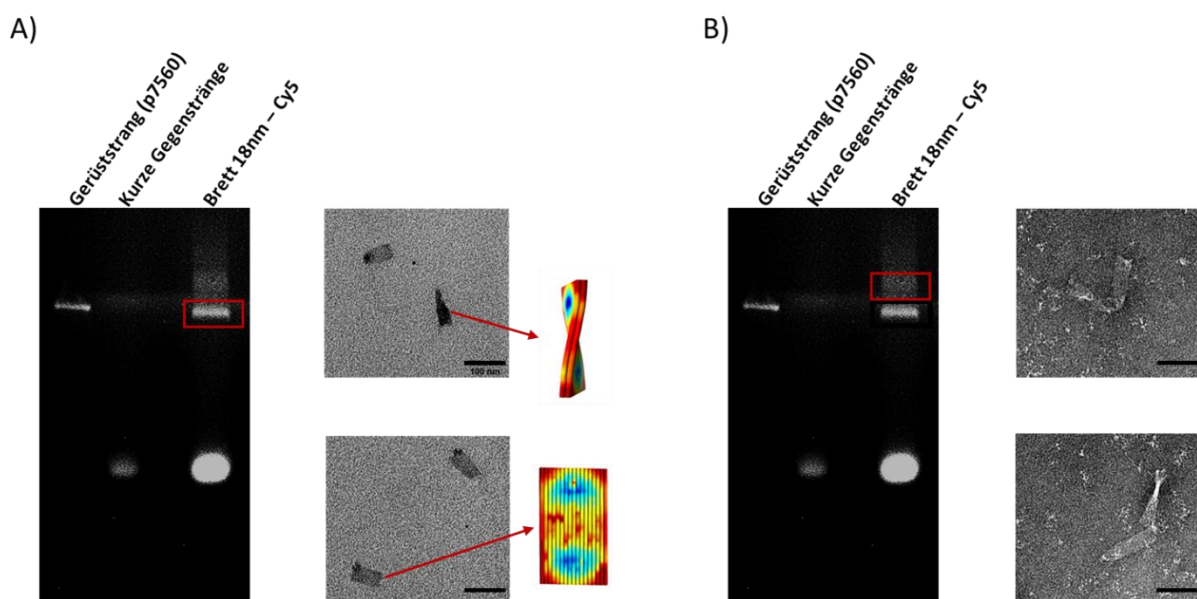 A)
Gerüststrang (p7560)
Kurze Gegenstränge
Brett 18nm – Cy5
100 nm
B)
Gerüststrang (p7560)
Kurze Gegenstränge
Brett 18nm – Cy5